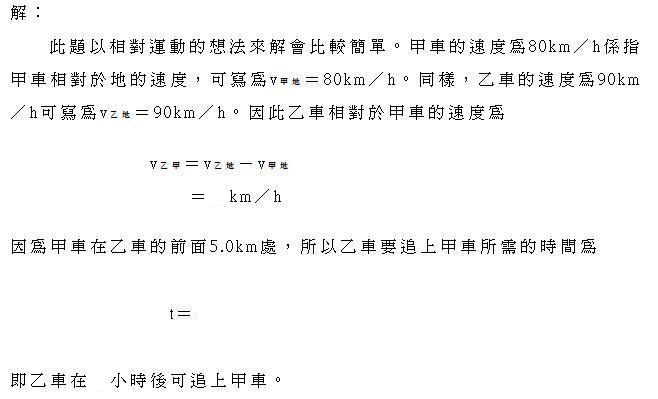 解：
此題以相對運動的想法來解會比較簡單。甲車的速度為80km／h係指
甲車相對於地的速度，可寫為v甲地＝80km／h。同樣，乙車的速度為90km
／h可寫為v乙地＝90km／h。因此乙車相對於甲車的速度為
v乙甲＝v乙地－v甲地
＝ km／h
因為甲車在乙車的前面5.0km處，所以乙車要追上甲車所需的時間為
t＝
即乙車在 小時後可追上甲車。